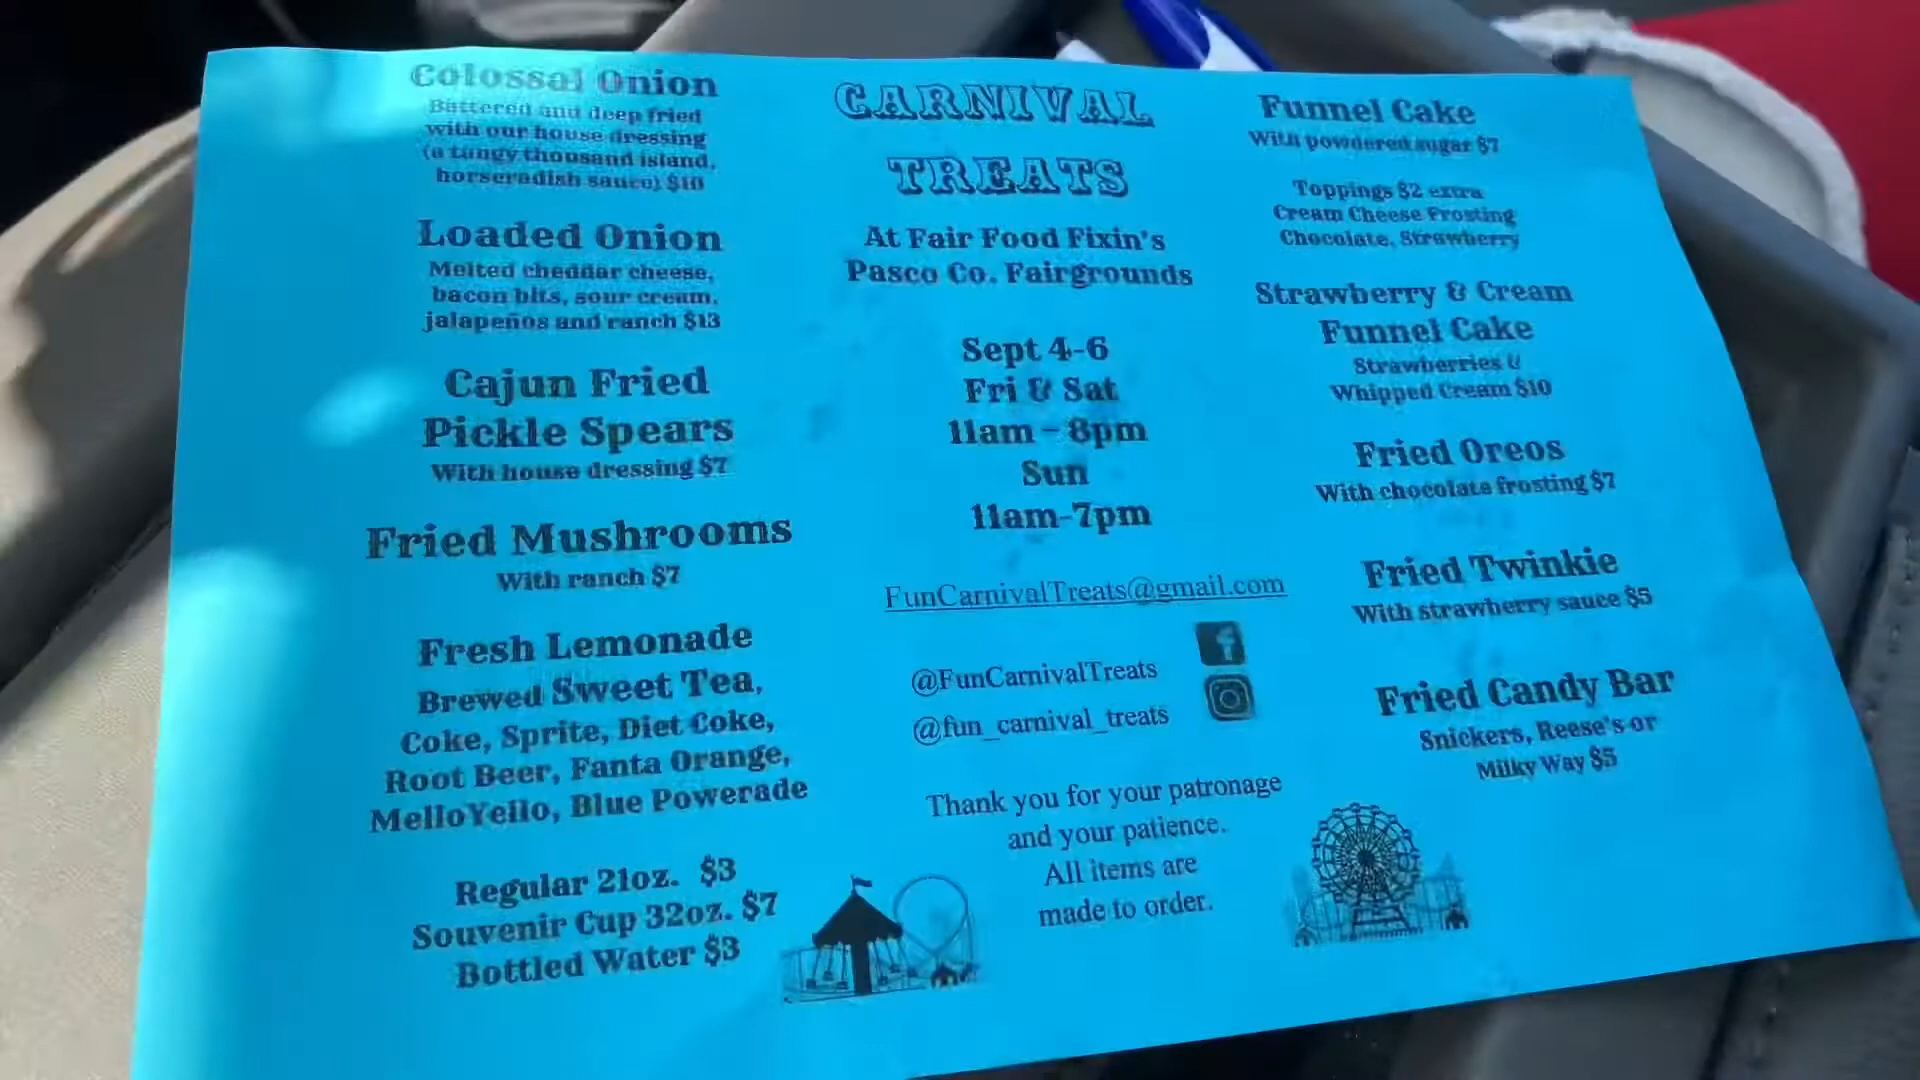 Colossal Onion
Battered and deep fried
with our house dressing
(a tangy thousand island,
horseradish sauce) $10
Loaded Onion
Melted cheddar cheese,
bacon bits, sour cream,
jalapeños and ranch $13
Cajun Fried
Pickle Spears
With house dressing $7
Fried Mushrooms
With ranch $7
Fresh Lemonade
Brewed Sweet Tea,
Coke, Sprite, Diet Coke,
Root Beer, Fanta Orange,
MelloYello, Blue Powerade
Regular 21oz. $3
Souvenir Cup 32oz. $7
Bottled Water $3
CARNIVAL
TREATS
At Fair Food Fixin's
Pasco Co. Fairgrounds
Sept 4-6
Fri & Sat
11am - 8pm
Sun
11am-7pm
FunCarnivalTreats@gmail.com
@FunCarnivalTreats
@fun_carnival_treats
Thank you for your patronage
and your patience.
All items are
made to order.
Funnel Cake
With powdered sugar $7
Toppings $2 extra
Cream Cheese Frosting
Chocolate, Strawberry
Strawberry & Cream
Funnel Cake
Strawberries &
Whipped Cream $10
Fried Oreos
With chocolate frosting $7
Fried Twinkie
With strawberry sauce $5
Fried Candy Bar
Snickers, Reese's or
Milky Way $5